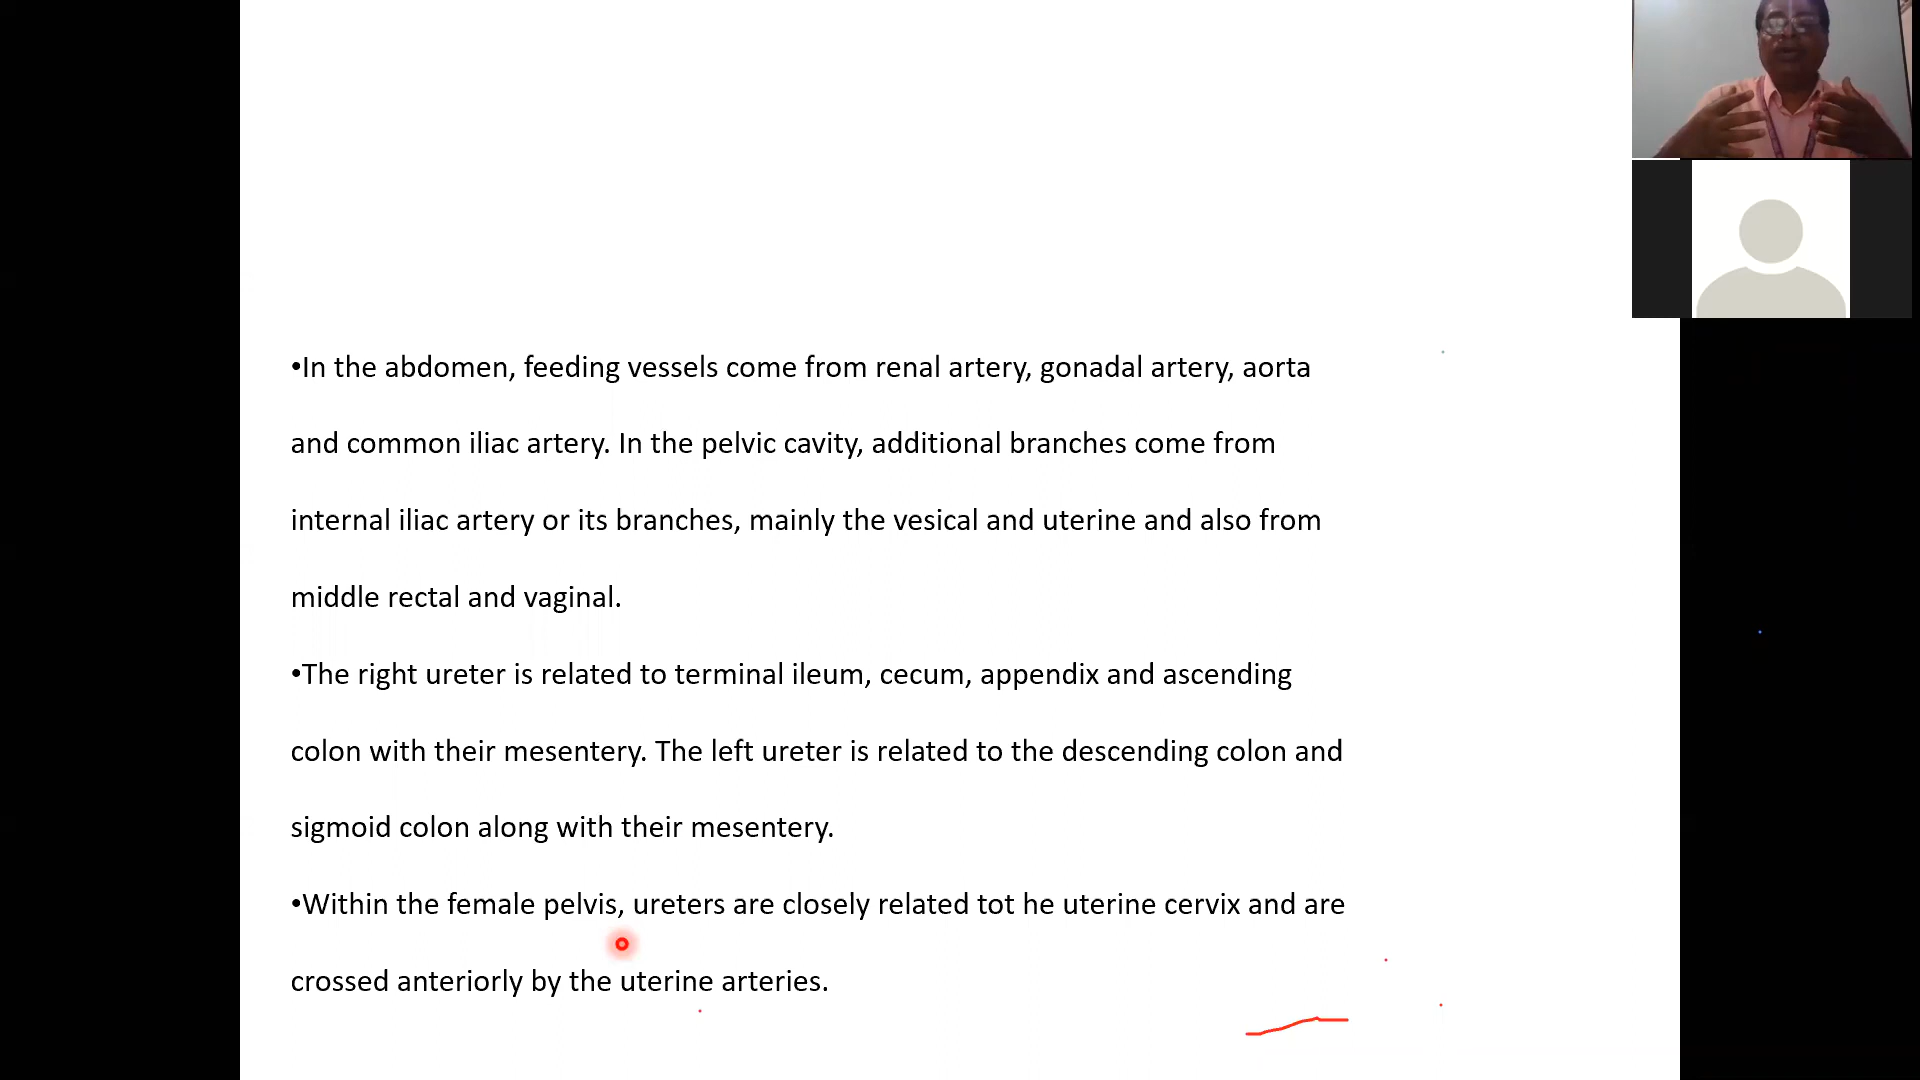 •In the abdomen, feeding vessels come from renal artery, gonadal artery, aorta
and common iliac artery. In the pelvic cavity, additional branches come from
internal iliac artery or its branches, mainly the vesical and uterine and also from
middle rectal and vaginal.
•The right ureter is related to terminal ileum, cecum, appendix and ascending
colon with their mesentery. The left ureter is related to the descending colon and
sigmoid colon along with their mesentery.
•Within the female pelvis, ureters are closely related tot he uterine cervix and are
crossed anteriorly by the uterine arteries.